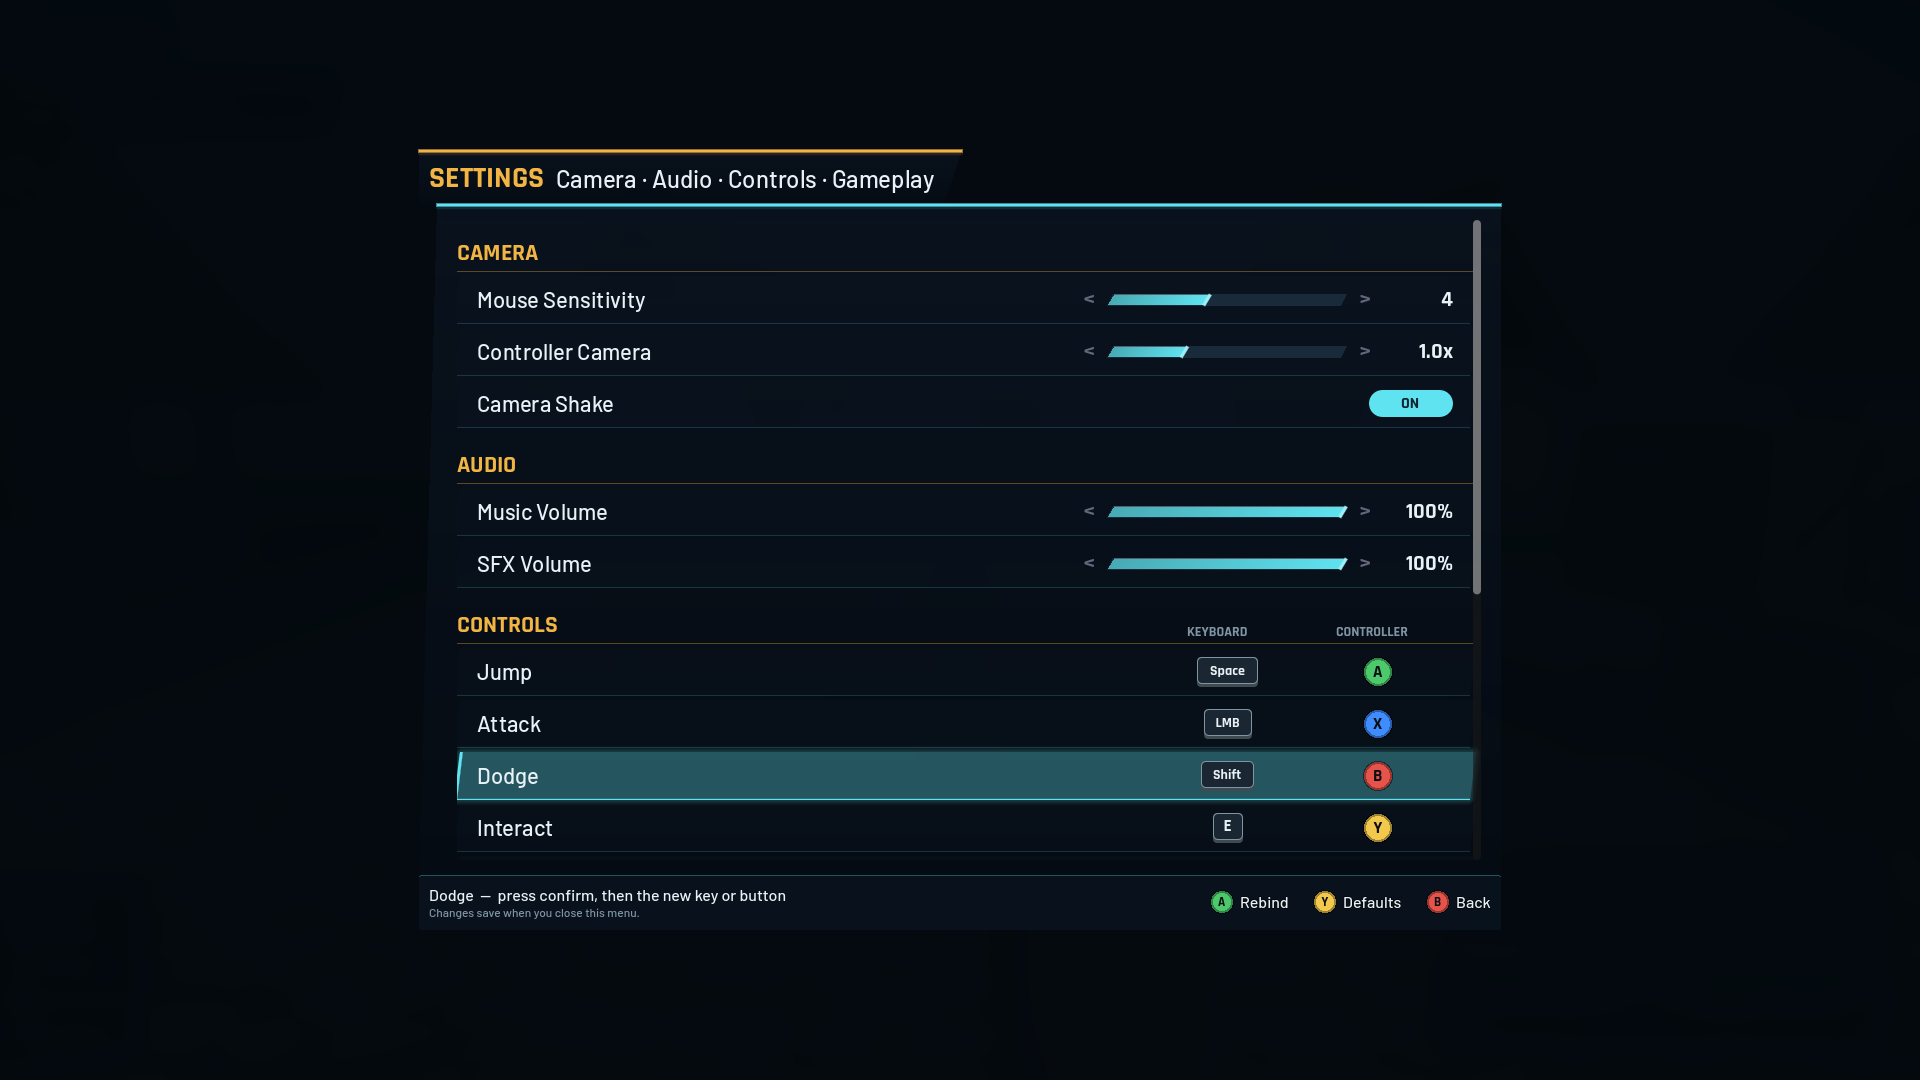 SETTINGS Camera · Audio · Controls · Gameplay
CAMERA
Mouse Sensitivity < > 4
Controller Camera < > 1.0x
Camera Shake ON
AUDIO
Music Volume < > 100%
SFX Volume < > 100%
CONTROLS KEYBOARD CONTROLLER
Jump Space A
Attack LMB X
Dodge Shift B
Interact E Y
Dodge — press confirm, then the new key or button
Changes save when you close this menu.
A Rebind Y Defaults B Back